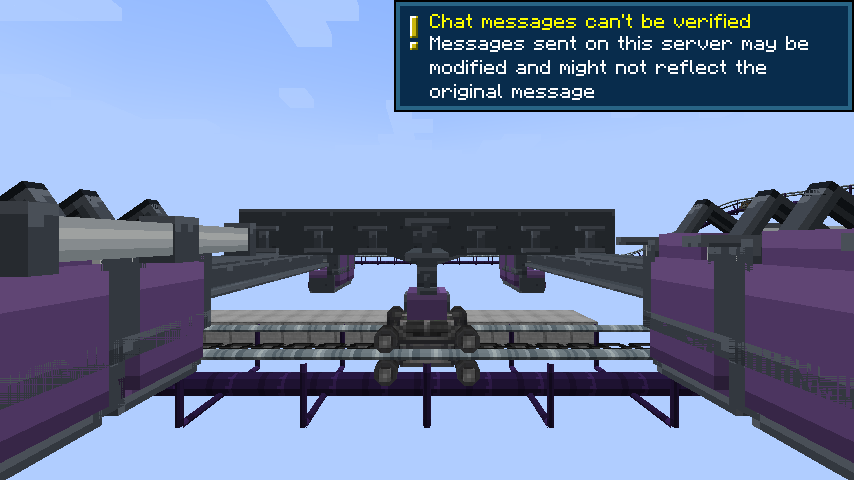 Chat messages can't be verified
Messages sent on this server may be
modified and might not reflect the
original message